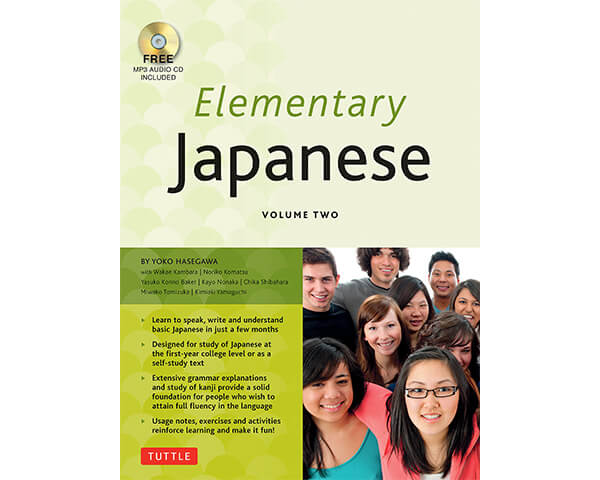 FREE
MP3 AUDIO CD
INCLUDED
Elementary
Japanese
VOLUME TWO
BY YOKO HASEGAWA
with Wakae Kambara | Noriko Komatsu
Yasuko Konno Baker | Kayo Nonaka | Chika Shibahara
Miwako Tomizuka | Kimiaki Yamaguchi
Learn to speak, write and understand
basic Japanese in just a few months
Designed for study of Japanese at
the first-year college level or as a
self-study text
Extensive grammar explanations
and study of kanji provide a solid
foundation for people who wish to
attain full fluency in the language
Usage notes, exercises and activities
reinforce learning and make it fun!
TUTTLE